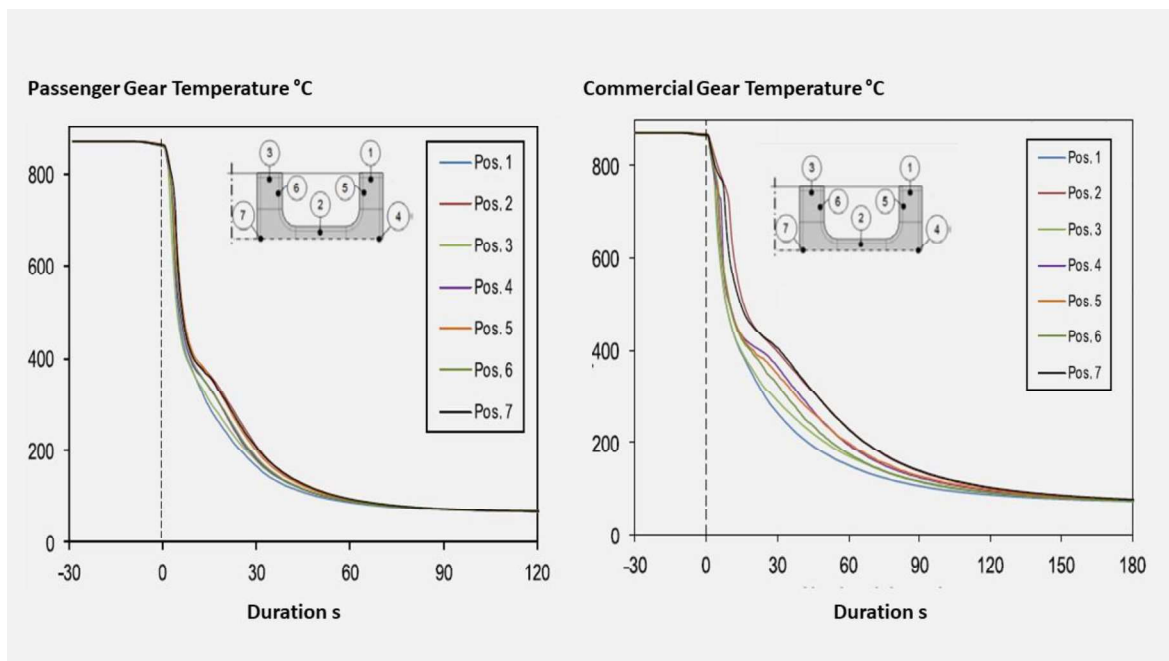 Passenger Gear Temperature °C
800
600
400
200
0
-30 0 30 60 90 120
Duration s
3 1
6 5
2
7 4
Pos. 1
Pos. 2
Pos. 3
Pos. 4
Pos. 5
Pos. 6
Pos. 7
Commercial Gear Temperature °C
800
600
400
200
0
-30 0 30 60 90 120 150 180
Duration s
3 1
6 5
2
7 4
Pos. 1
Pos. 2
Pos. 3
Pos. 4
Pos. 5
Pos. 6
Pos. 7